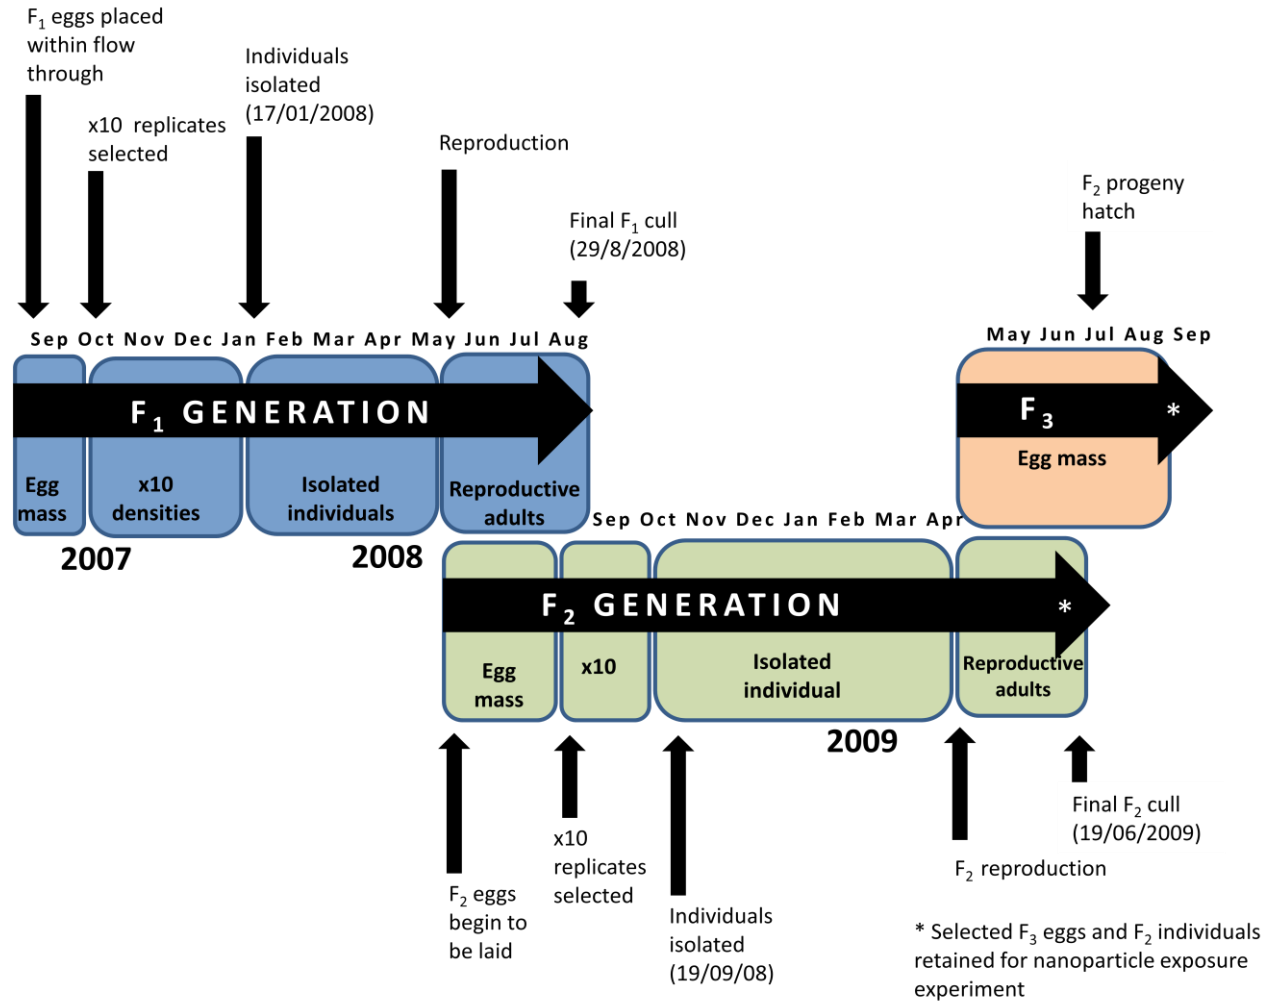 F1 eggs placed
within flow
through
x10 replicates
selected
Individuals
isolated
(17/01/2008)
Reproduction
Final F1 cull
(29/8/2008)
F2 progeny
hatch
Sep Oct Nov Dec Jan Feb Mar Apr May Jun Jul Aug
May Jun Jul Aug Sep
F1 GENERATION
Egg
mass
x10
densities
Isolated
individuals
Reproductive
adults
F3
*
Egg mass
2007
2008
Sep Oct Nov Dec Jan Feb Mar Apr
F2 GENERATION
*
Egg
mass
x10
Isolated
individual
Reproductive
adults
2009
F2 eggs
begin to
be laid
x10
replicates
selected
Individuals
isolated
(19/09/08)
F2 reproduction
Final F2 cull
(19/06/2009)
* Selected F3 eggs and F2 individuals
retained for nanoparticle exposure
experiment